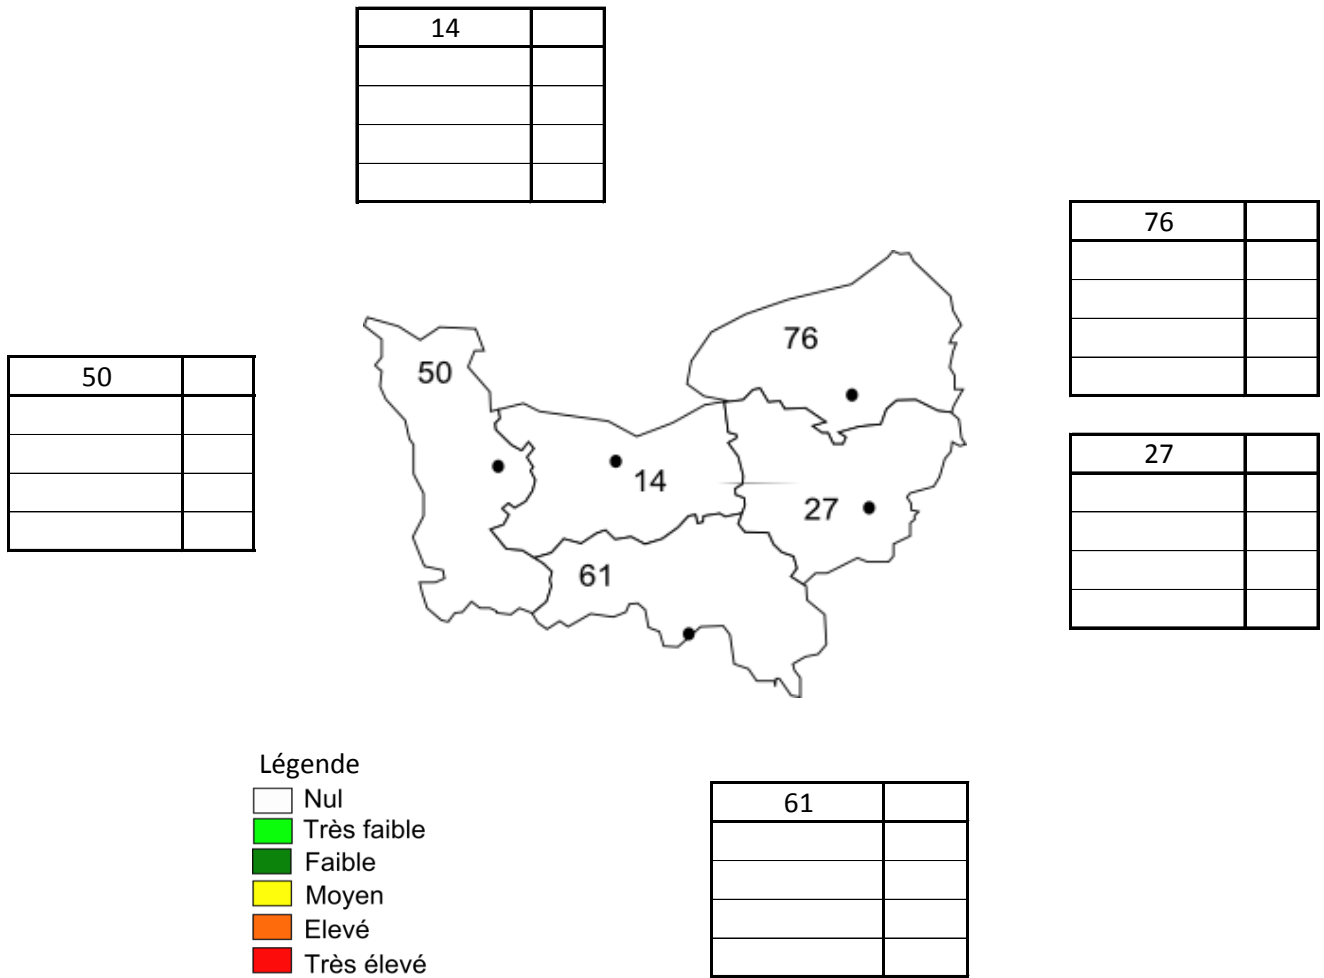 14
76
50
27
61
76
50
14
27
61
Légende
Nul
Très faible
Faible
Moyen
Elevé
Très élevé